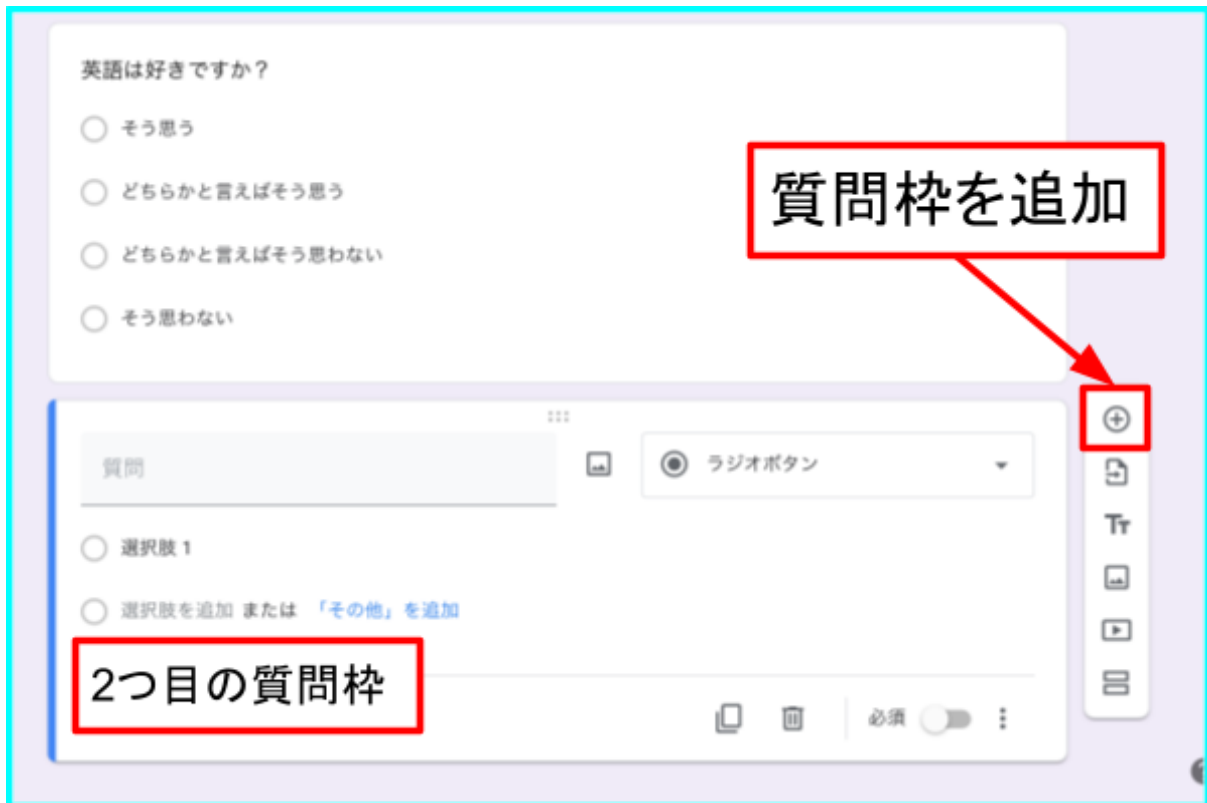 英語は好きですか？
そう思う
どちらかと言えばそう思う
どちらかと言えばそう思わない
そう思わない
質問枠を追加
質問
ラジオボタン
選択肢 1
選択肢を追加 または 「その他」を追加
2つ目の質問枠
必須
Tт